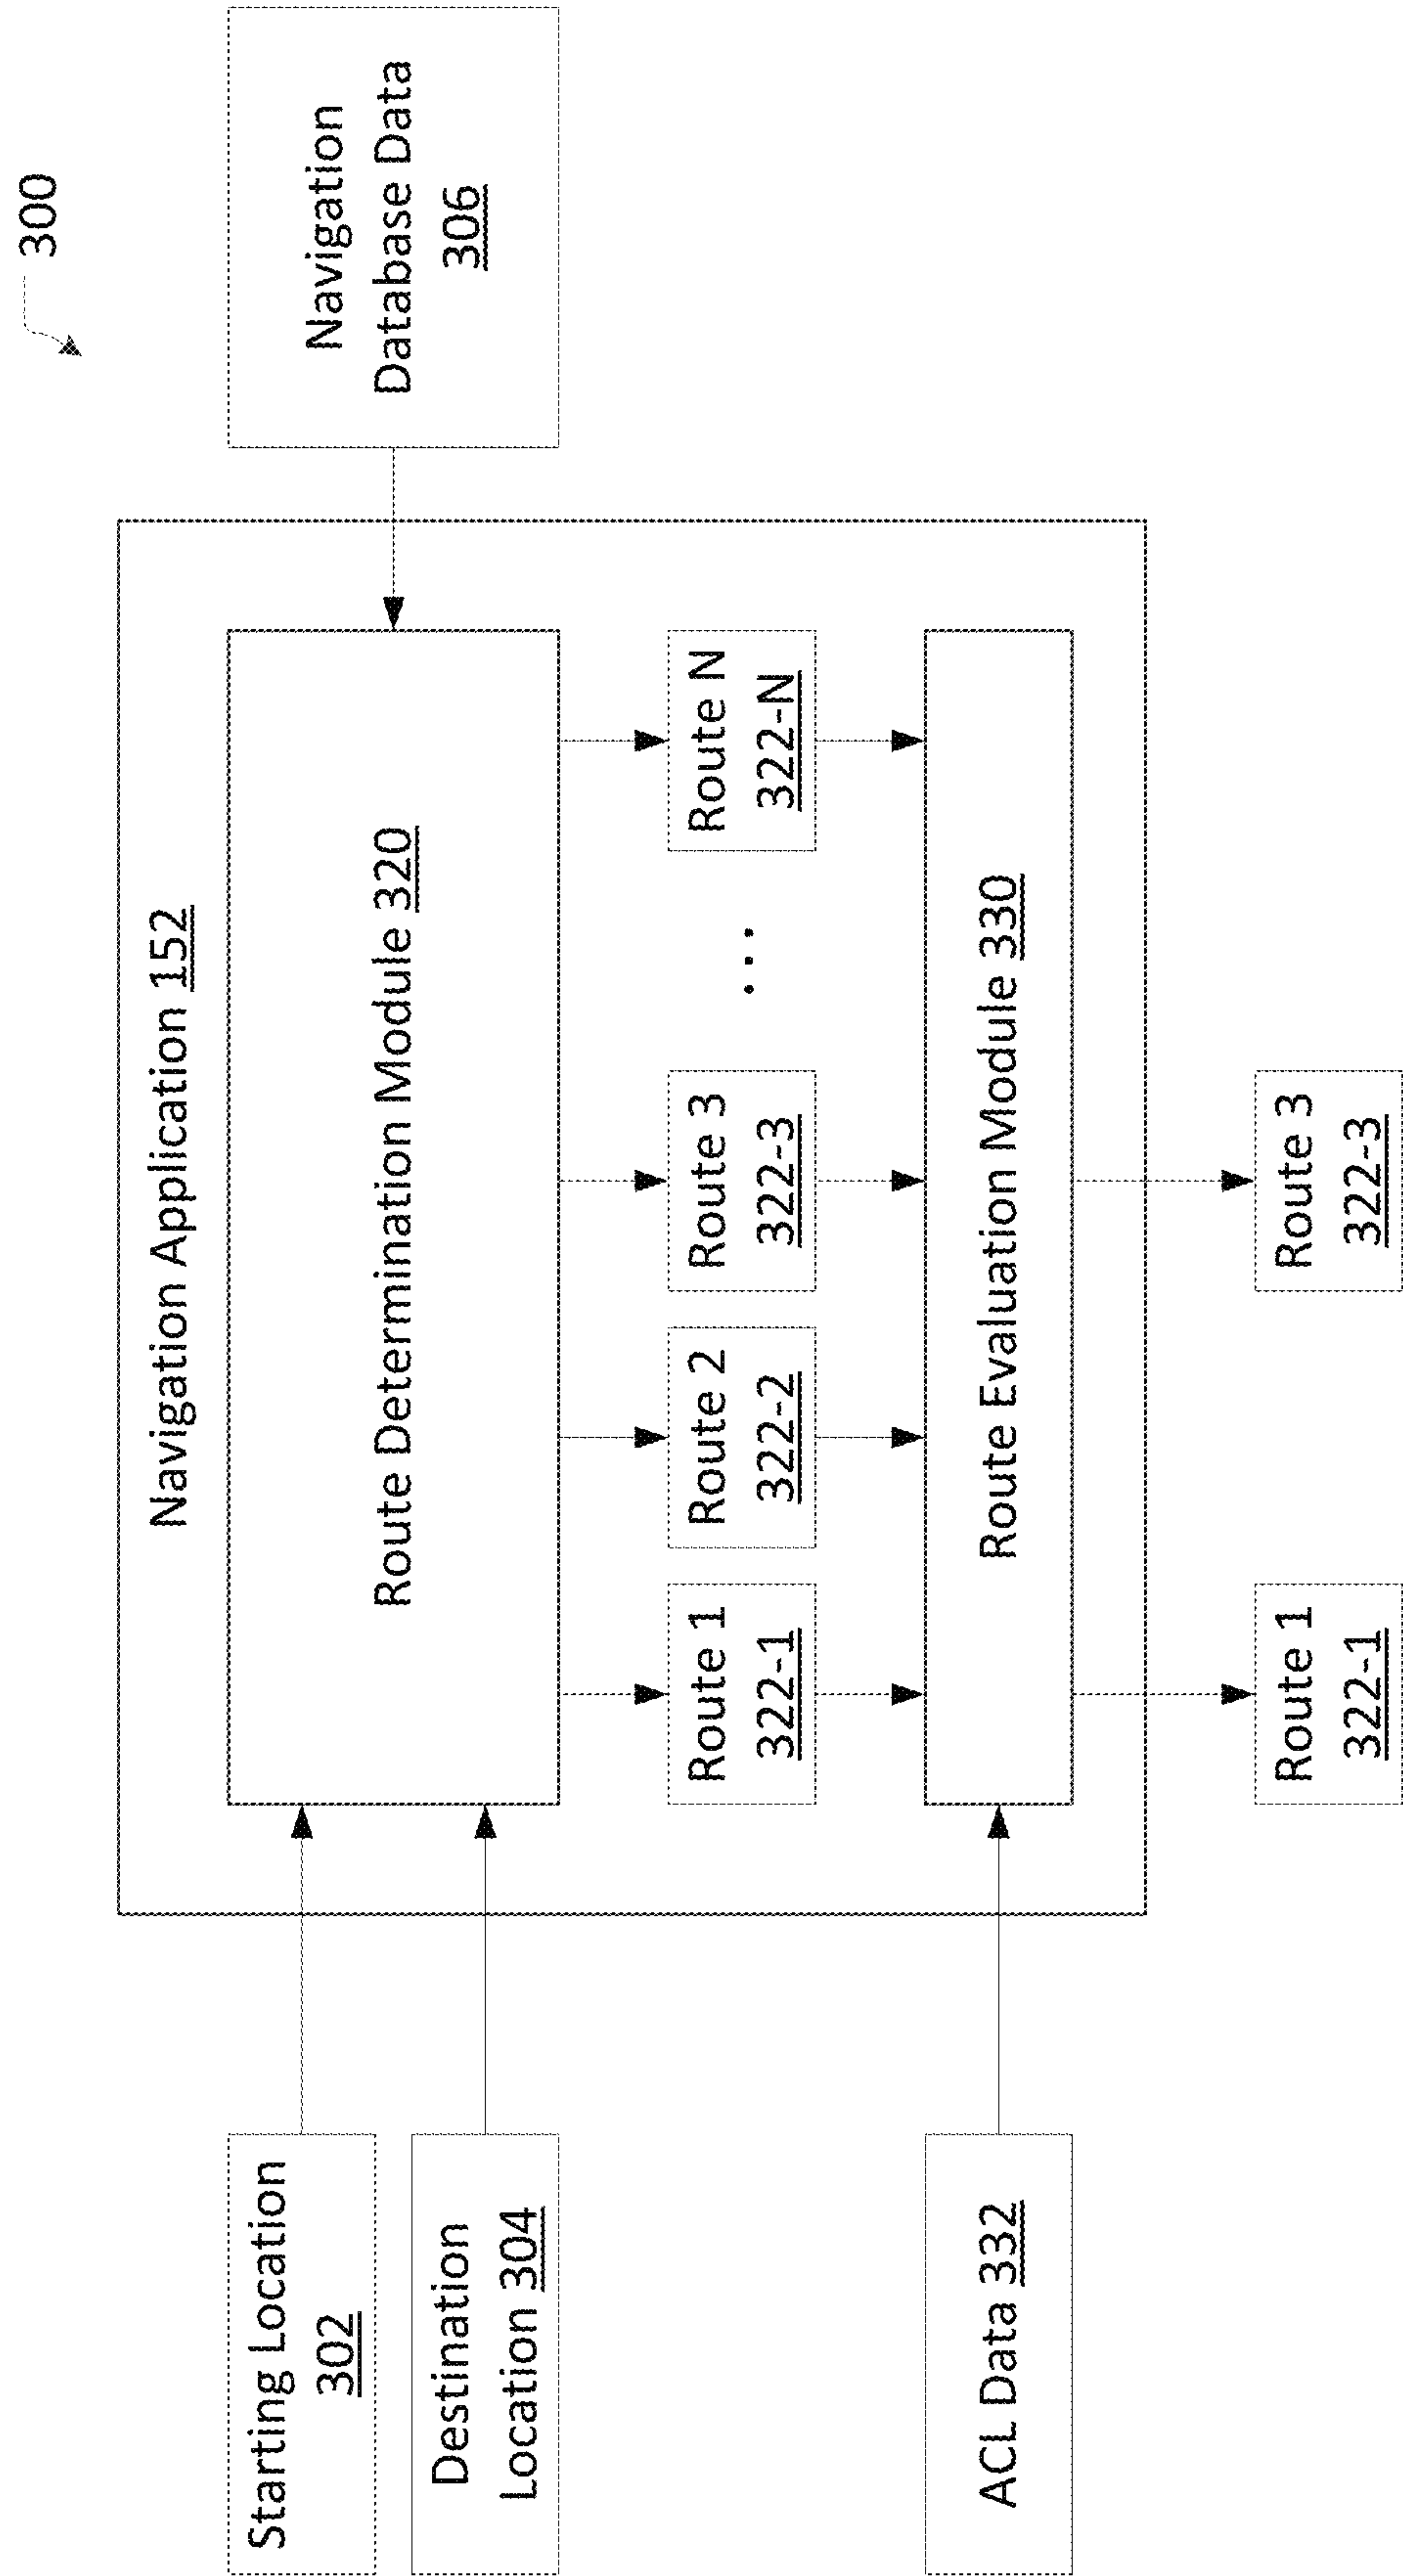 300
Navigation Application 152
Starting Location
302
Destination
Location 304
Route Determination Module 320
Navigation
Database Data
306
Route 1
322-1
Route 2
322-2
Route 3
322-3
...
Route N
322-N
ACL Data 332
Route Evaluation Module 330
Route 1
322-1
Route 3
322-3